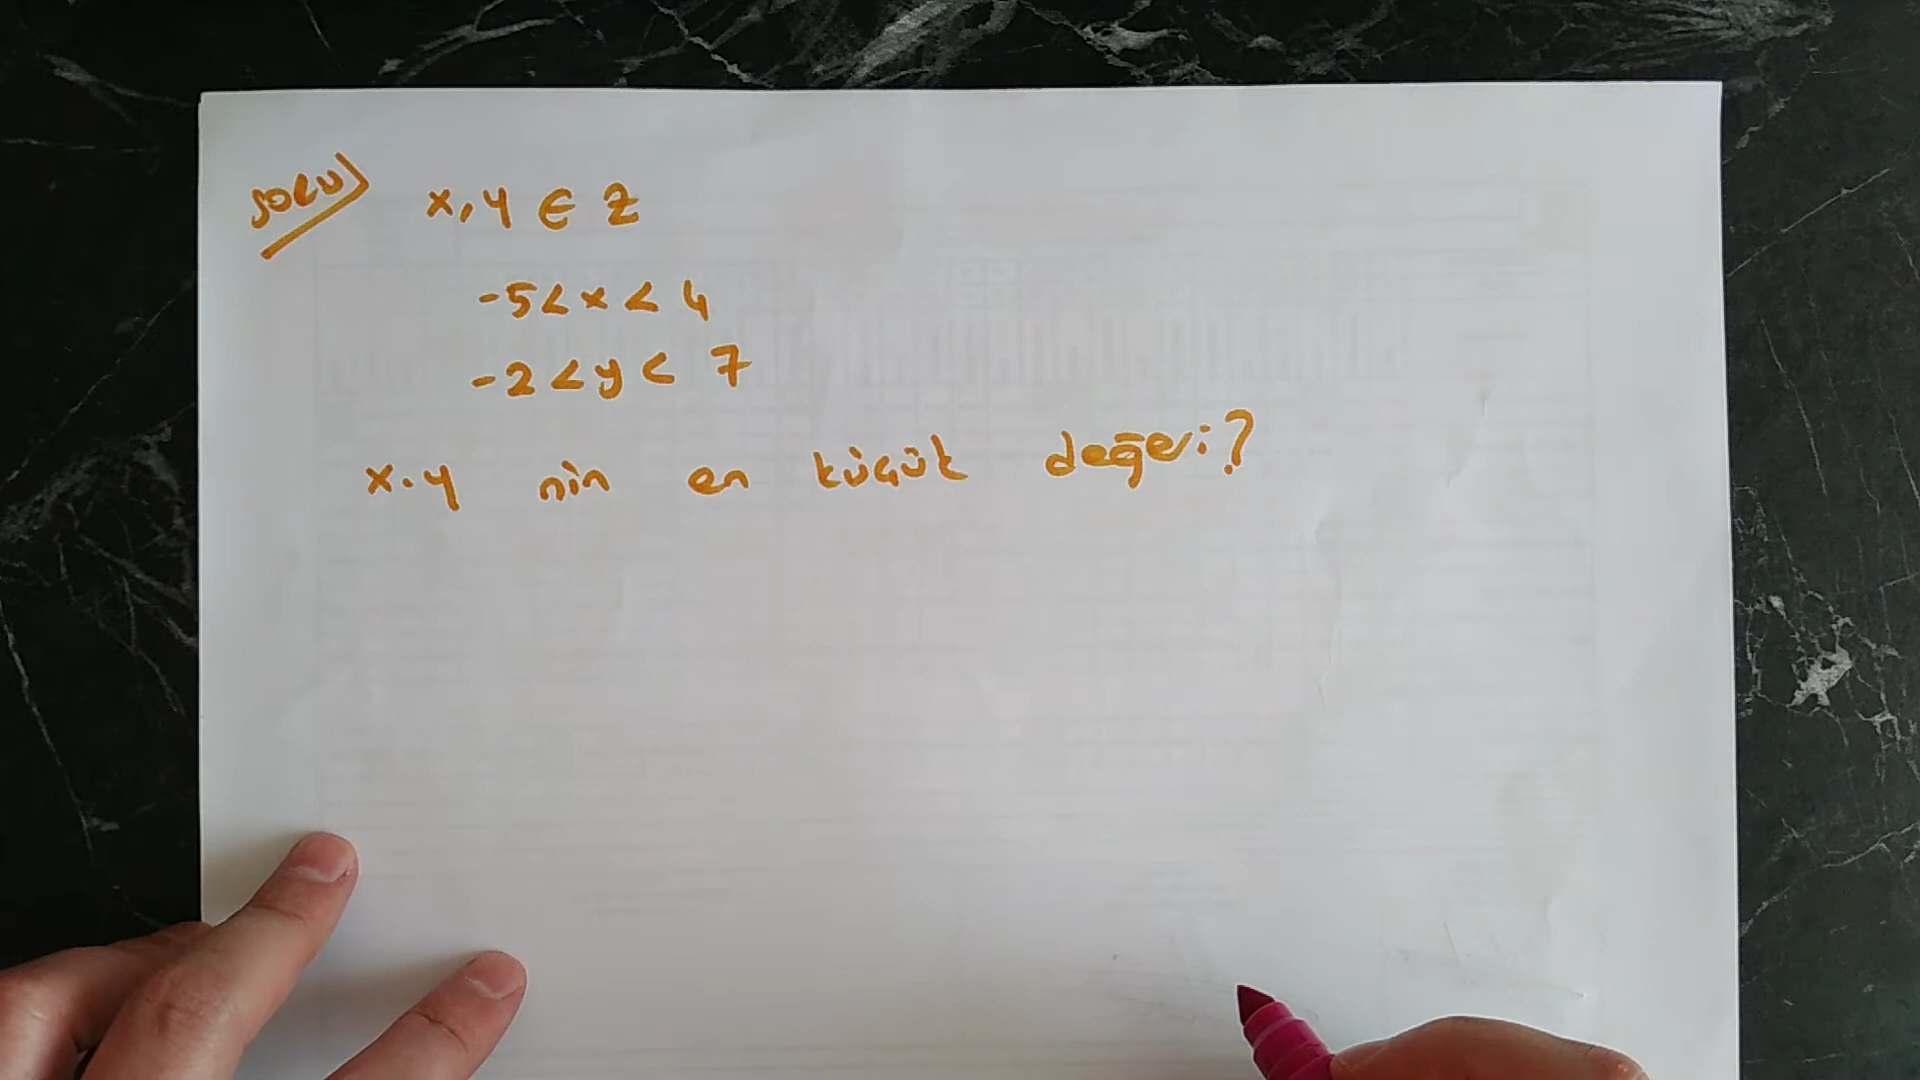 SORU
x, y ∈ Z
-5 < x < 4
-2 < y < 7
x.y nin en küçük değeri?